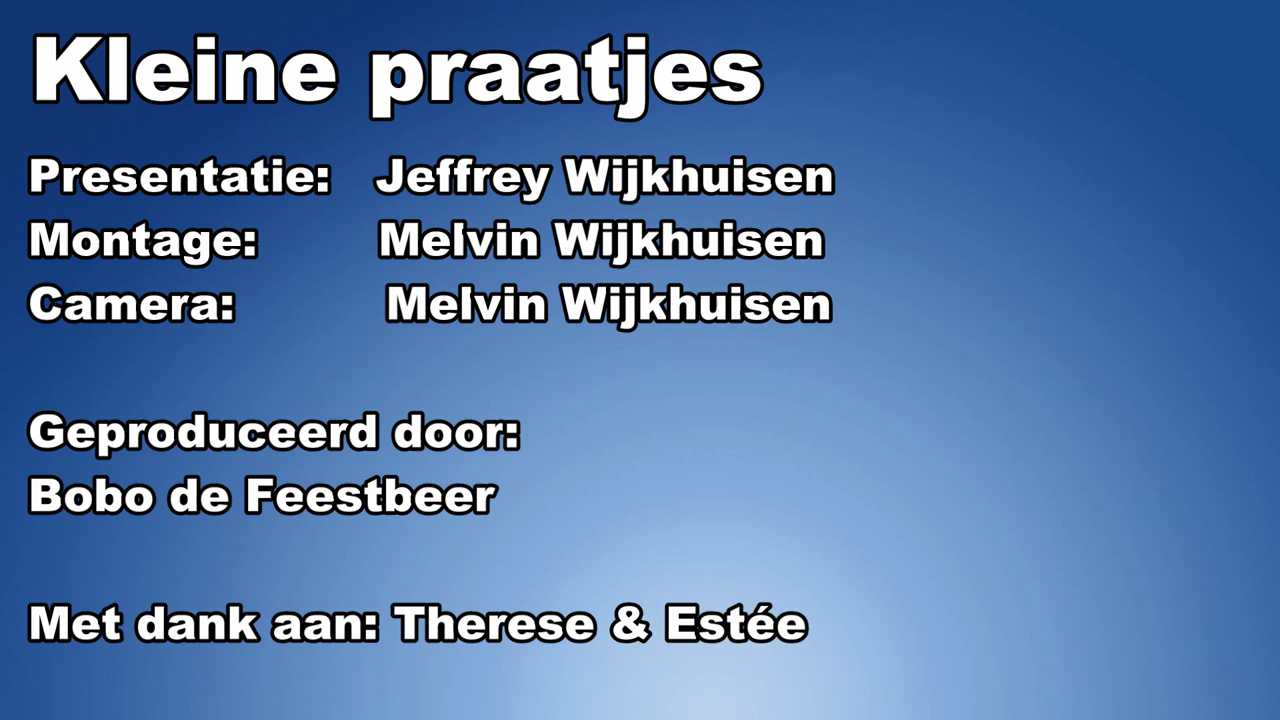 Kleine praatjes
Presentatie: Jeffrey Wijkhuisen
Montage: Melvin Wijkhuisen
Camera: Melvin Wijkhuisen
Geproduceerd door:
Bobo de Feestbeer
Met dank aan: Therese & Estée